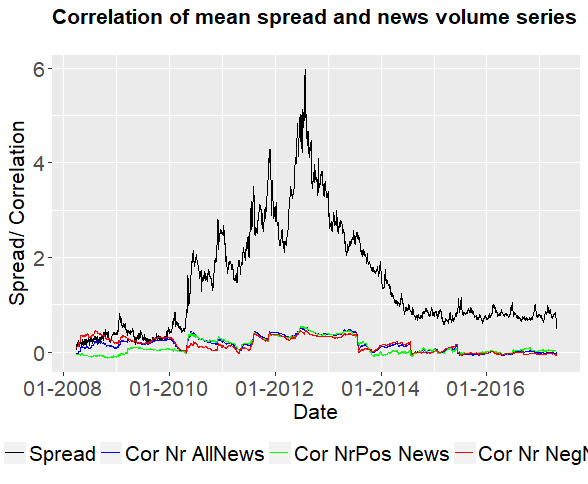 Correlation of mean spread and news volume series
Spread/ Correlation
6
4
2
0
01-2008 01-2010 01-2012 01-2014 01-2016
Date
Spread Cor Nr AllNews Cor NrPos News Cor Nr NegN